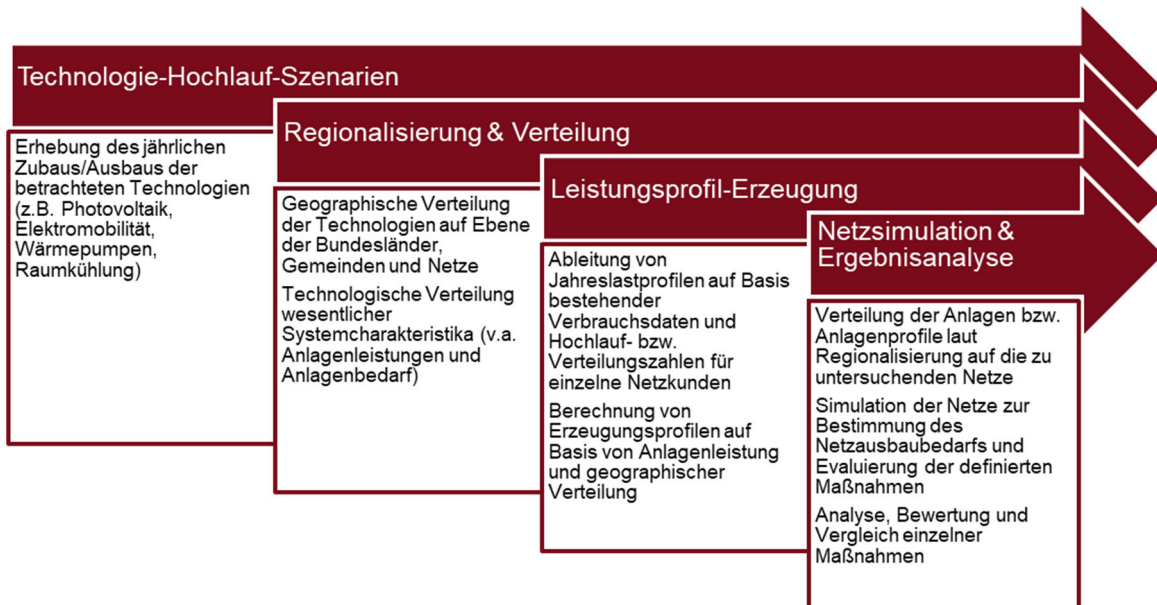 Technologie-Hochlauf-Szenarien
Erhebung des jährlichen
Zubaus/Ausbaus der
betrachteten Technologien
(z.B. Photovoltaik,
Elektromobilität,
Wärmepumpen,
Raumkühlung)
Regionalisierung & Verteilung
Geographische Verteilung
der Technologien auf Ebene
der Bundesländer,
Gemeinden und Netze
Technologische Verteilung
wesentlicher
Systemcharakteristika (v.a.
Anlagenleistungen und
Anlagenbedarf)
Leistungsprofil-Erzeugung
Ableitung von
Jahreslastprofilen auf Basis
bestehender
Verbrauchsdaten und
Hochlauf- bzw.
Verteilungszahlen für
einzelne Netzkunden
Berechnung von
Erzeugungsprofilen auf
Basis von Anlagenleistung
und geographischer
Verteilung
Netzsimulation &
Ergebnisanalyse
Verteilung der Anlagen bzw.
Anlagenprofile laut
Regionalisierung auf die zu
untersuchenden Netze
Simulation der Netze zur
Bestimmung des
Netzausbaubedarfs und
Evaluierung der definierten
Maßnahmen
Analyse, Bewertung und
Vergleich einzelner
Maßnahmen